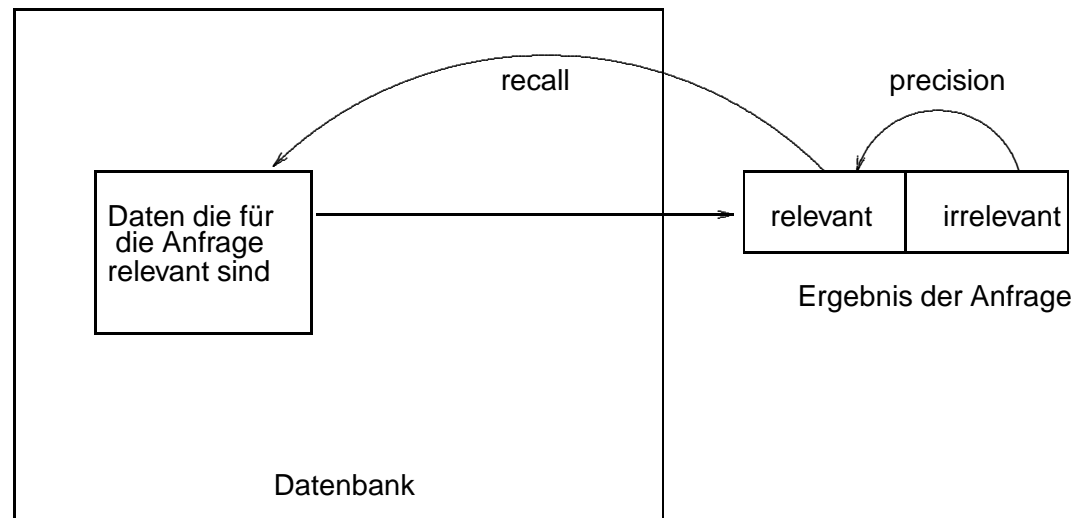 recall
precision
Daten die für
die Anfrage
relevant sind
relevant
irrelevant
Ergebnis der Anfrage
Datenbank